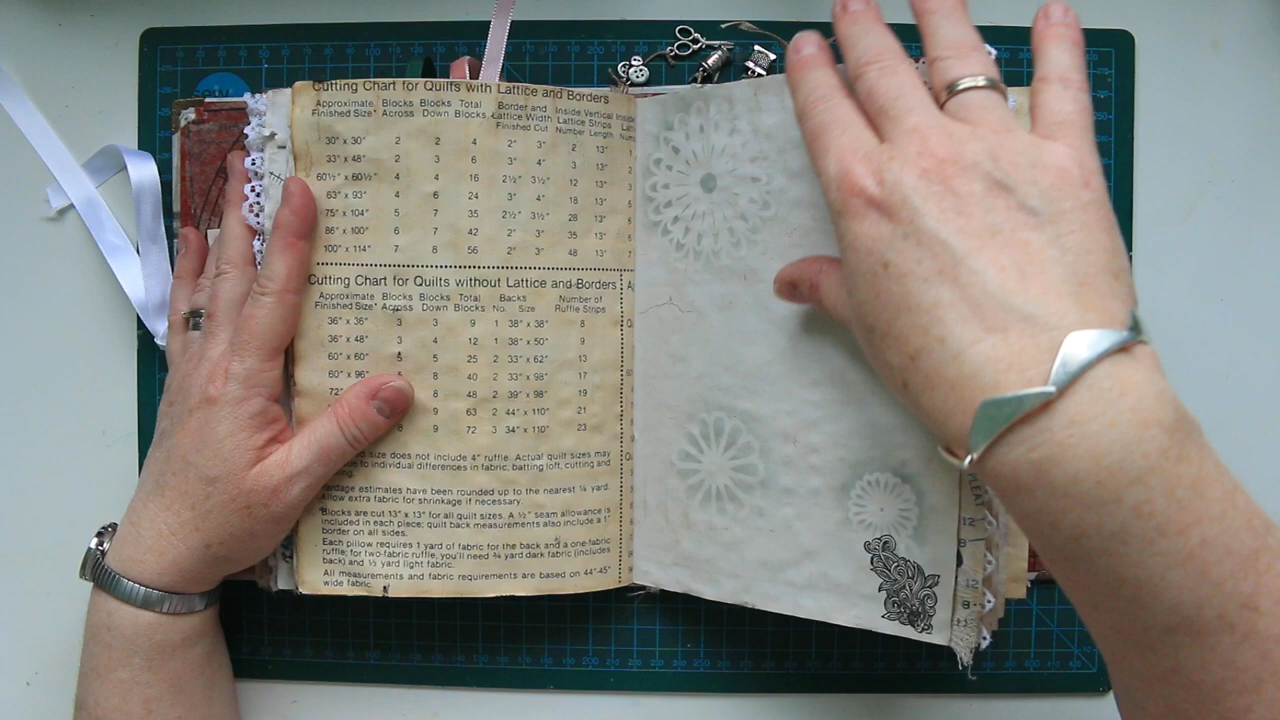 Cutting Chart for Quilts with Lattice and Borders
Approximate Blocks Blocks Total Border and Inside Vertical Inside
Finished Size* Across Down Blocks Lattice Width Lattice Strips
Finished Cut Number Length
30" x 30" 2 2 4 2" 3" 2 13"
33" x 48" 2 3 6 3" 4" 3 13"
60½" x 60½" 4 4 16 2½" 3½" 12 13"
63" x 93" 4 6 24 3" 4" 18 13"
75" x 104" 5 7 35 2½" 3½" 28 13"
86" x 100" 6 7 42 2" 3" 35 13"
100" x 114" 7 8 56 2" 3" 48 13"
Cutting Chart for Quilts without Lattice and Borders
Approximate Blocks Blocks Total Backs Number of
Finished Size* Across Down Blocks No. Size Ruffle Strips
36" x 36" 3 3 9 1 38" x 38" 8
36" x 48" 3 4 12 1 38" x 50" 9
60" x 60" 5 5 25 2 33" x 62" 13
60" x 96" 8 40 2 33" x 98" 17
72" 8 48 2 39" x 98" 19
9 63 2 44" x 110" 21
8 9 72 3 34" x 110" 23
size does not include 4" ruffle. Actual quilt sizes may
to individual differences in fabric, batting loft, cutting and
Yardage estimates have been rounded up to the nearest ¼ yard.
Allow extra fabric for shrinkage if necessary.
Blocks are cut 13" x 13" for all quilt sizes. A ½" seam allowance is
included in each piece; quilt back measurements also include a 1"
border on all sides.
Each pillow requires 1 yard of fabric for the back and a one-fabric
ruffle; for two-fabric ruffle, you'll need ¾ yard dark fabric (includes
back) and ½ yard light fabric.
All measurements and fabric requirements are based on 44"-45"
wide fabric.
PLEAT
12
8
12
8